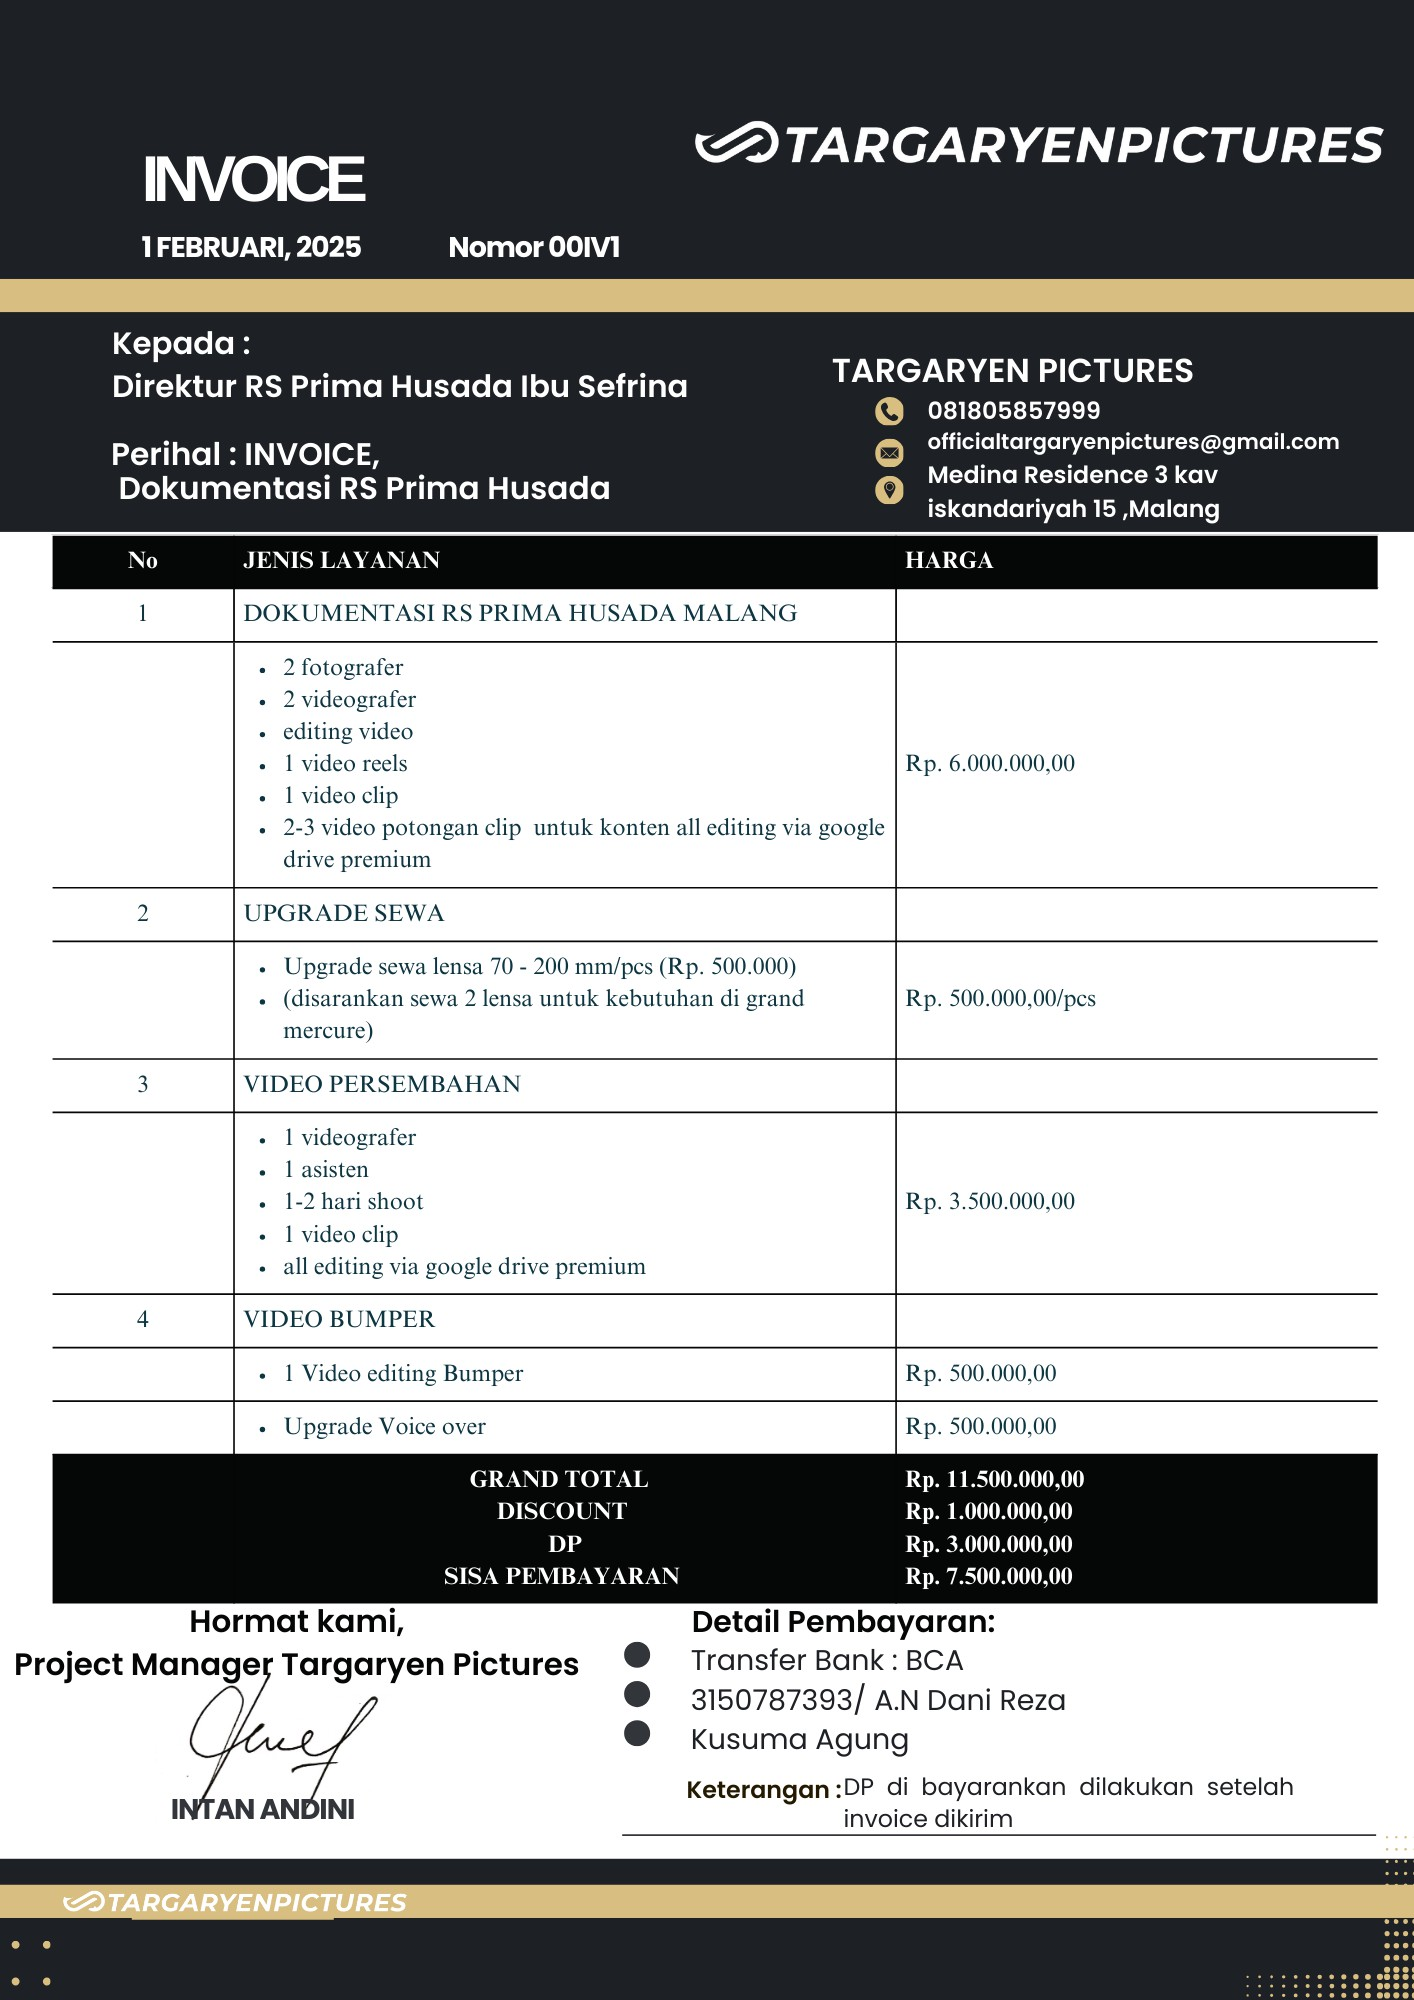 TARGARYENPICTURES
INVOICE
1 FEBRUARI, 2025 Nomor 00IV1
Kepada :
Direktur RS Prima Husada Ibu Sefrina
Perihal : INVOICE,
Dokumentasi RS Prima Husada
TARGARYEN PICTURES
081805857999
officialtargaryenpictures@gmail.com
Medina Residence 3 kav
iskandariyah 15 ,Malang
No JENIS LAYANAN HARGA
1 DOKUMENTASI RS PRIMA HUSADA MALANG
• 2 fotografer
• 2 videografer
• editing video
• 1 video reels
• 1 video clip
• 2-3 video potongan clip untuk konten all editing via google
drive premium
Rp. 6.000.000,00
2 UPGRADE SEWA
• Upgrade sewa lensa 70 - 200 mm/pcs (Rp. 500.000)
• (disarankan sewa 2 lensa untuk kebutuhan di grand
mercure)
Rp. 500.000,00/pcs
3 VIDEO PERSEMBAHAN
• 1 videografer
• 1 asisten
• 1-2 hari shoot
• 1 video clip
• all editing via google drive premium
Rp. 3.500.000,00
4 VIDEO BUMPER
• 1 Video editing Bumper Rp. 500.000,00
• Upgrade Voice over Rp. 500.000,00
GRAND TOTAL Rp. 11.500.000,00
DISCOUNT Rp. 1.000.000,00
DP Rp. 3.000.000,00
SISA PEMBAYARAN Rp. 7.500.000,00
Hormat kami,
Project Manager Targaryen Pictures
INTAN ANDINI
Detail Pembayaran:
Transfer Bank : BCA
3150787393/ A.N Dani Reza
Kusuma Agung
Keterangan : DP di bayarankan dilakukan setelah
invoice dikirim
TARGARYENPICTURES